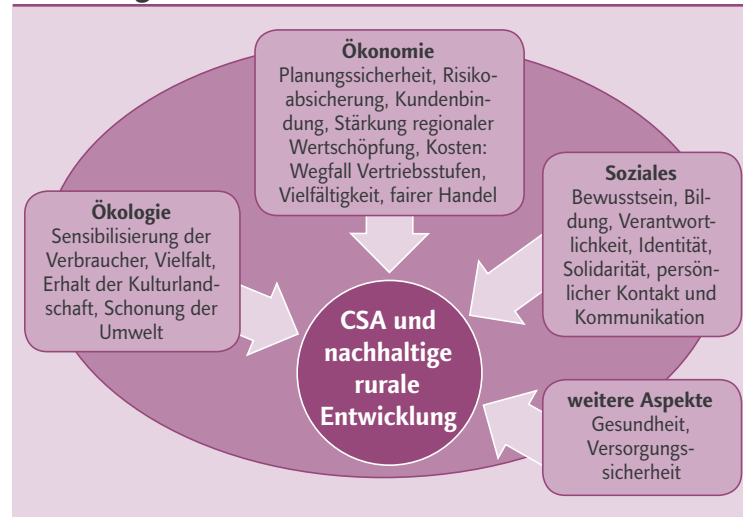 Ökonomie
Planungssicherheit, Risiko-
absicherung, Kundenbin-
dung, Stärkung regionaler
Wertschöpfung, Kosten:
Wegfall Vertriebsstufen,
Vielfältigkeit, fairer Handel
Ökologie
Sensibilisierung der
Verbraucher, Vielfalt,
Erhalt der Kulturland-
schaft, Schonung der
Umwelt
Soziales
Bewusstsein, Bil-
dung, Verantwort-
lichkeit, Identität,
Solidarität, persön-
licher Kontakt und
Kommunikation
CSA und
nachhaltige
rurale
Entwicklung
weitere Aspekte
Gesundheit,
Versorgungs-
sicherheit